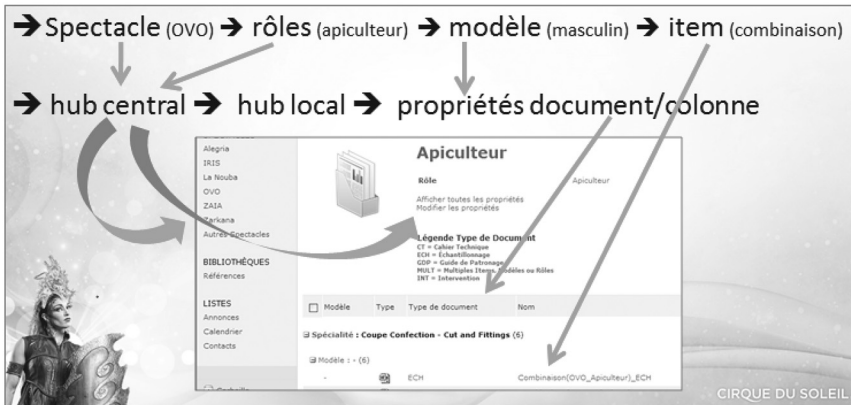 ➔ Spectacle (OVO) ➔ rôles (apiculteur) ➔ modèle (masculin) ➔ item (combinaison)
➔ hub central ➔ hub local ➔ propriétés document/colonne
Alegria
IRIS
La Nouba
OVO
ZAIA
Zarkana
Autres Spectacles
BIBLIOTHÈQUES
Références
LISTES
Annonces
Calendrier
Contacts
Apiculteur
Rôle Apiculteur
Afficher toutes les propriétés
Modifier les propriétés
Légende Type de Document
CT = Cahier Technique
ECH = Échantillonnage
GDP = Guide de Patronage
MULT = Multiples Items, Modèles ou Rôles
INT = Intervention
Modèle Type Type de document Nom
Spécialité : Coupe Confection - Cut and Fittings (6)
Modèle : - (6)
- ECH Combinaison(OVO_Apiculteur)_ECH
CIRQUE DU SOLEIL